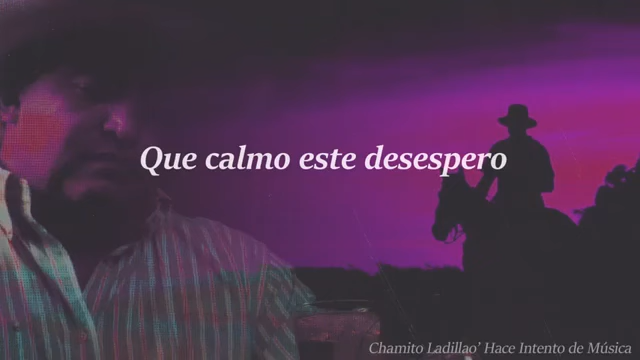 Que calmo este desespero
Chamito Ladillao’ Hace Intento de Música